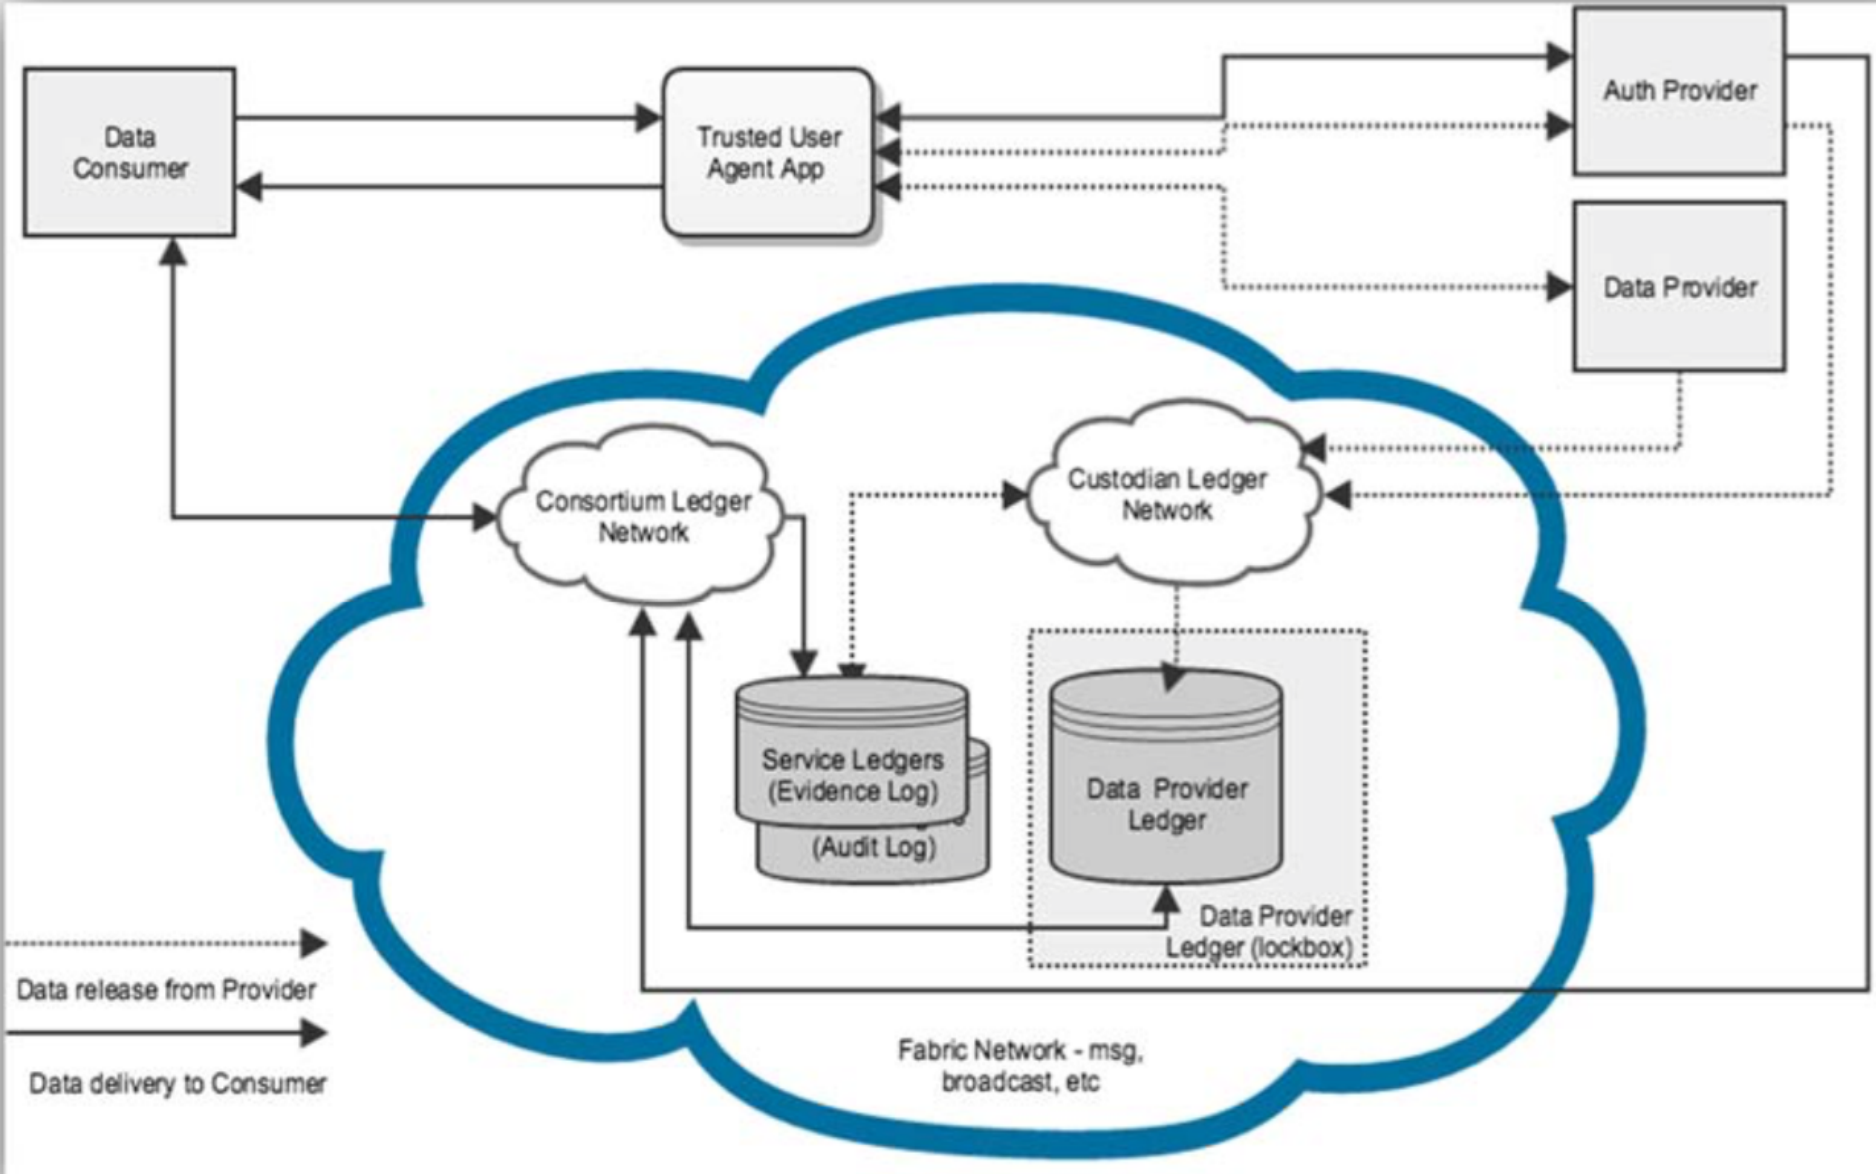 Data
Consumer
Trusted User
Agent App
Auth Provider
Data Provider
Consortium Ledger
Network
Custodian Ledger
Network
Service Ledgers
(Evidence Log)
(Audit Log)
Data Provider
Ledger
Data Provider
Ledger (lockbox)
Data release from Provider
Data delivery to Consumer
Fabric Network - msg,
broadcast, etc